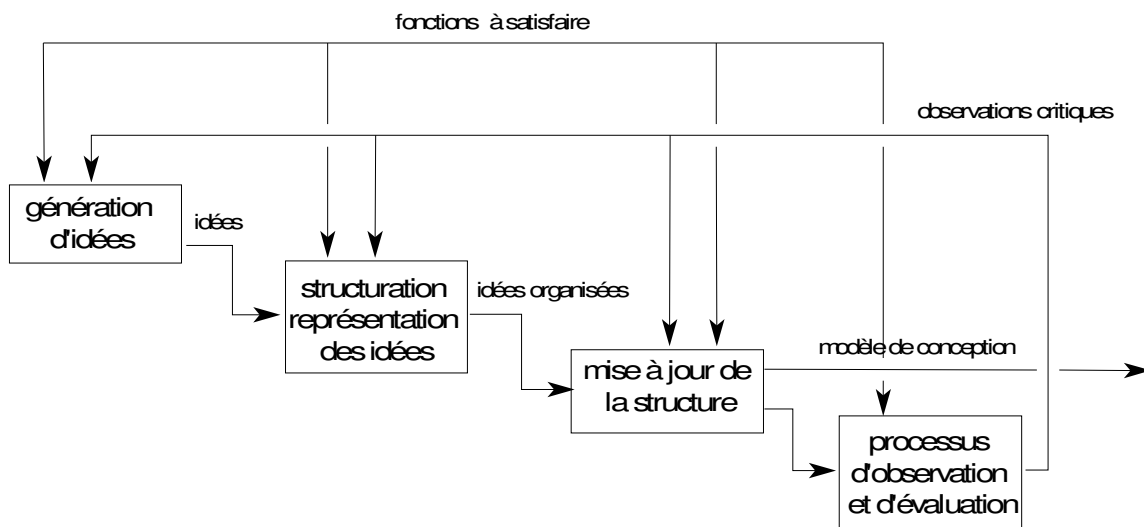 fonctions à satisfaire
observations critiques
génération
d'idées
idées
structuration
représentation
des idées
idées organisées
mise à jour de
la structure
modèle de conception
processus
d'observation
et d'évaluation